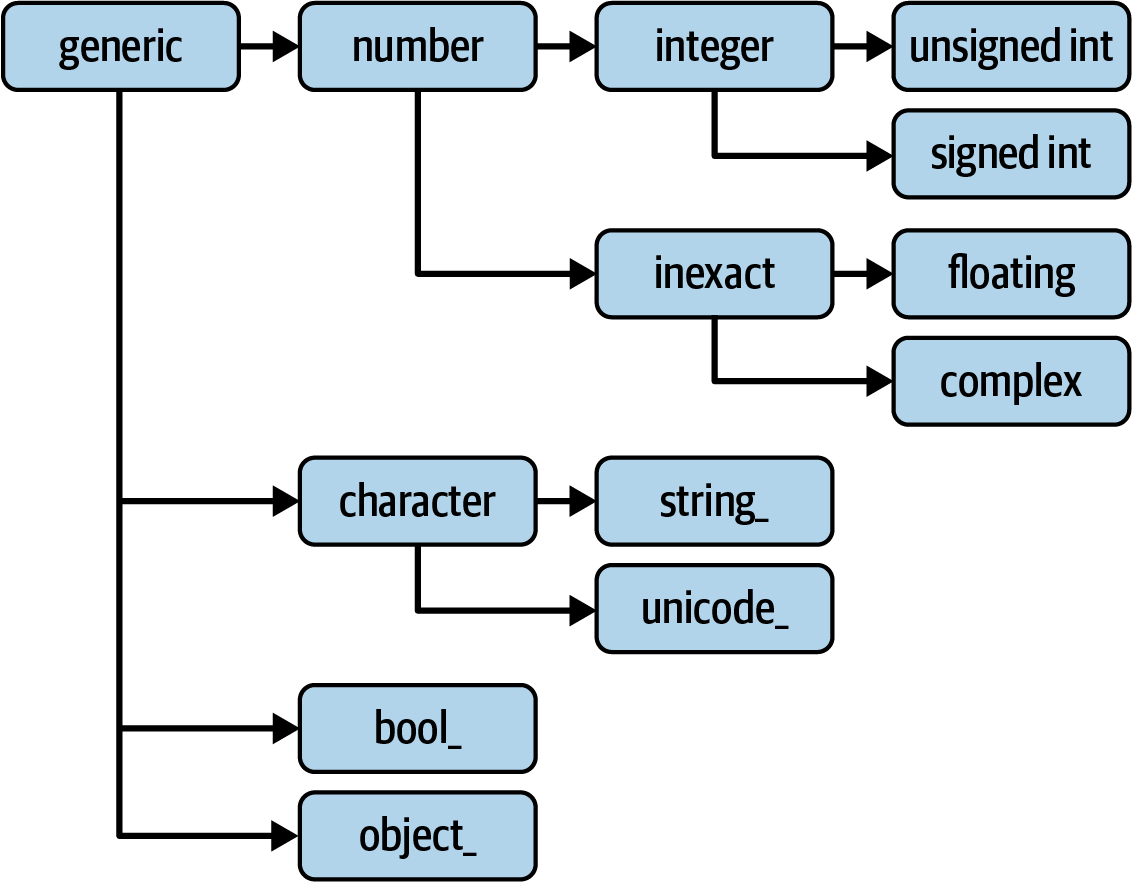 generic
number
integer
unsigned int
signed int
inexact
floating
complex
character
string_
unicode_
bool_
object_